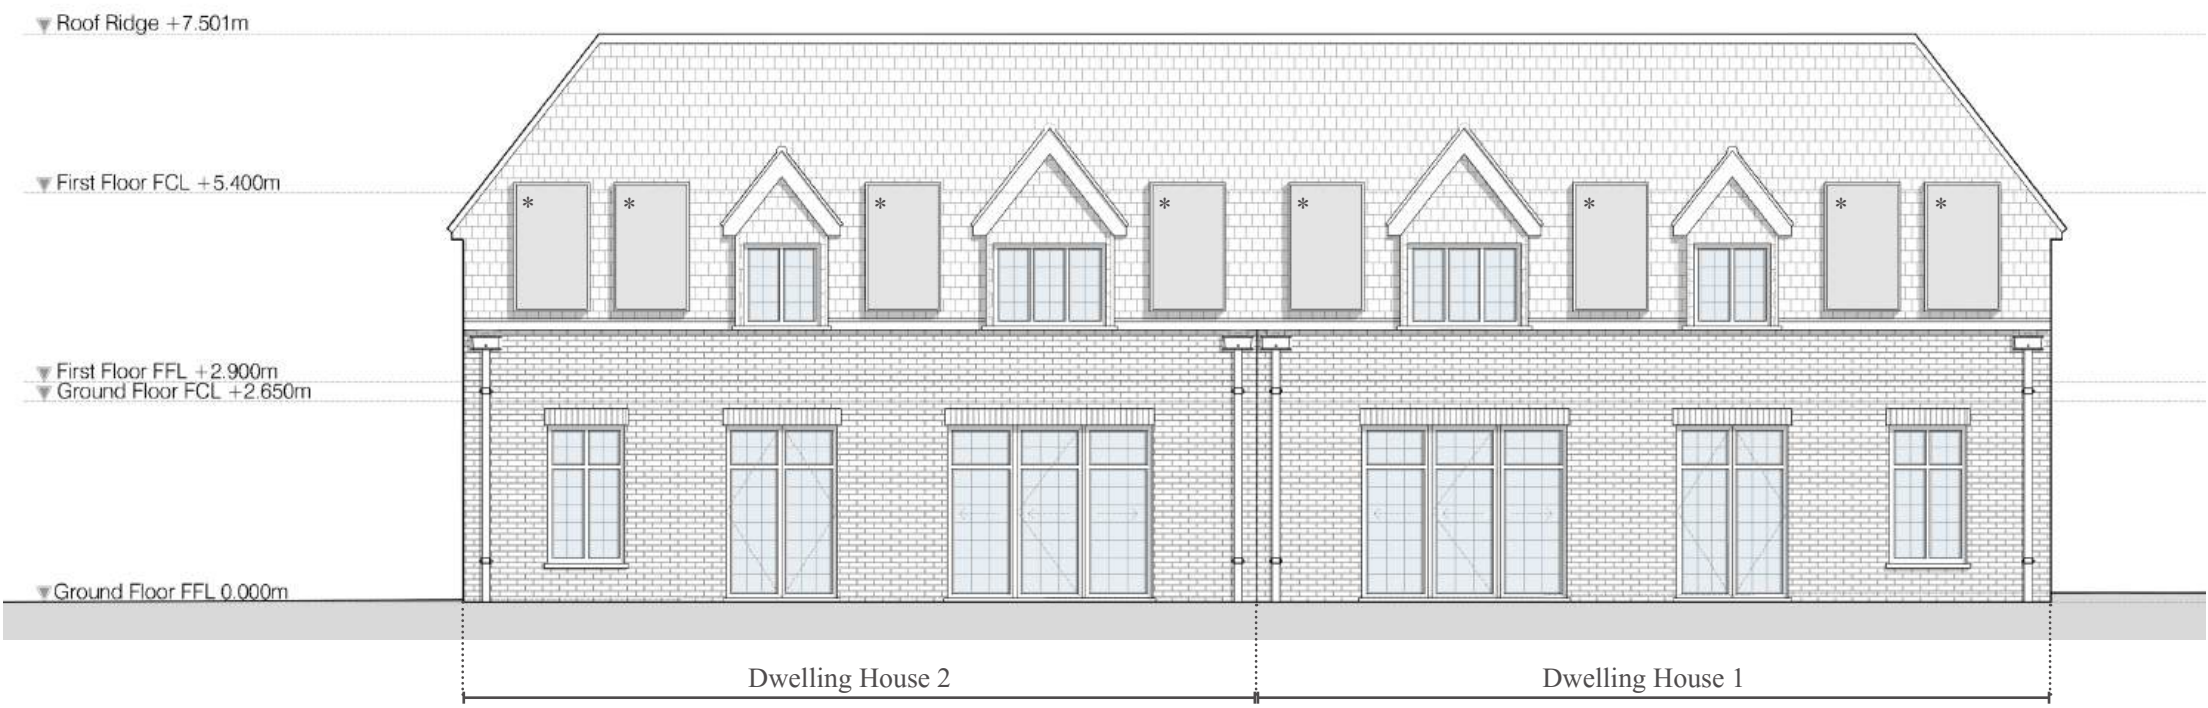 Roof Ridge +7.501m
First Floor FCL +5.400m
* * * * * * * *
First Floor FFL +2.900m
Ground Floor FCL +2.650m
Ground Floor FFL 0.000m
Dwelling House 2 Dwelling House 1